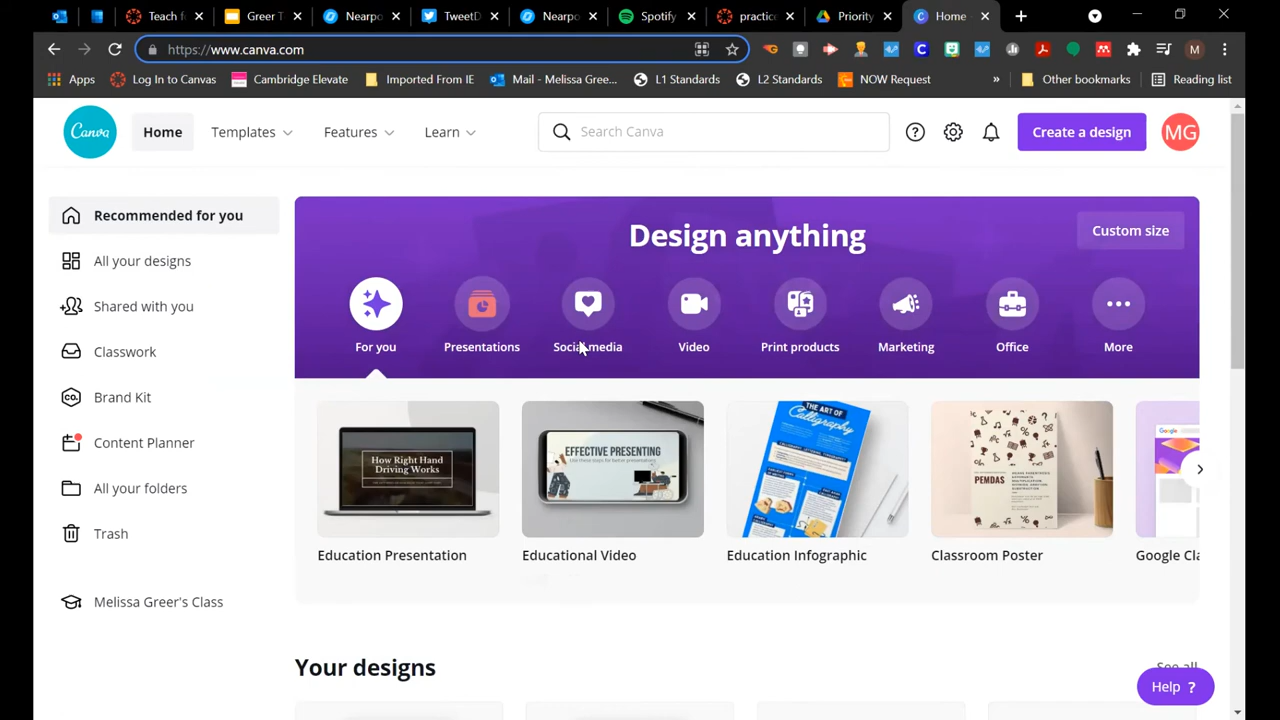 Teach f
Greer T
Nearpo
TweetD
Nearpo
Spotify
practice
Priority
Home
https://www.canva.com
M
Apps
Log In to Canvas
Cambridge Elevate
Imported From IE
Mail - Melissa Gree...
L1 Standards
L2 Standards
NOW Request
»
Other bookmarks
Reading list
Canva
Home
Templates
Features
Learn
Search Canva
Create a design
MG
Recommended for you
All your designs
Shared with you
Classwork
Brand Kit
Content Planner
All your folders
Trash
Melissa Greer's Class
Design anything
Custom size
For you
Presentations
Social media
Video
Print products
Marketing
Office
More
How Right Hand
Driving Works
EFFECTIVE PRESENTING
THE ART OF
Calligraphy
PEMDAS
Google
Education Presentation
Educational Video
Education Infographic
Classroom Poster
Google Cla
Your designs
See all
Help ?